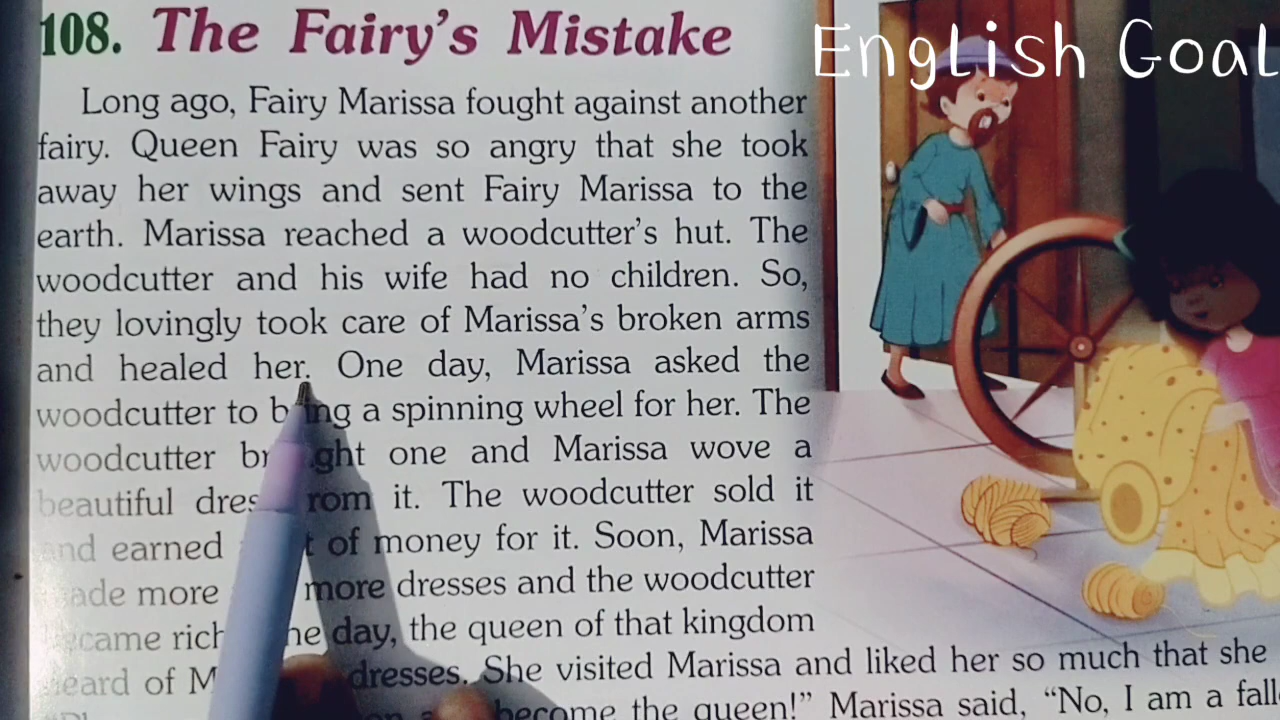 108. The Fairy's Mistake
English Goal
Long ago, Fairy Marissa fought against another
fairy. Queen Fairy was so angry that she took
away her wings and sent Fairy Marissa to the
earth. Marissa reached a woodcutter's hut. The
woodcutter and his wife had no children. So,
they lovingly took care of Marissa's broken arms
and healed her. One day, Marissa asked the
woodcutter to bring a spinning wheel for her. The
woodcutter brought one and Marissa wove a
beautiful dress from it. The woodcutter sold it
and earned of money for it. Soon, Marissa
made more more dresses and the woodcutter
became rich day, the queen of that kingdom
heard of dresses. She visited Marissa and liked her so much that she
become the queen!" Marissa said, "No, I am a